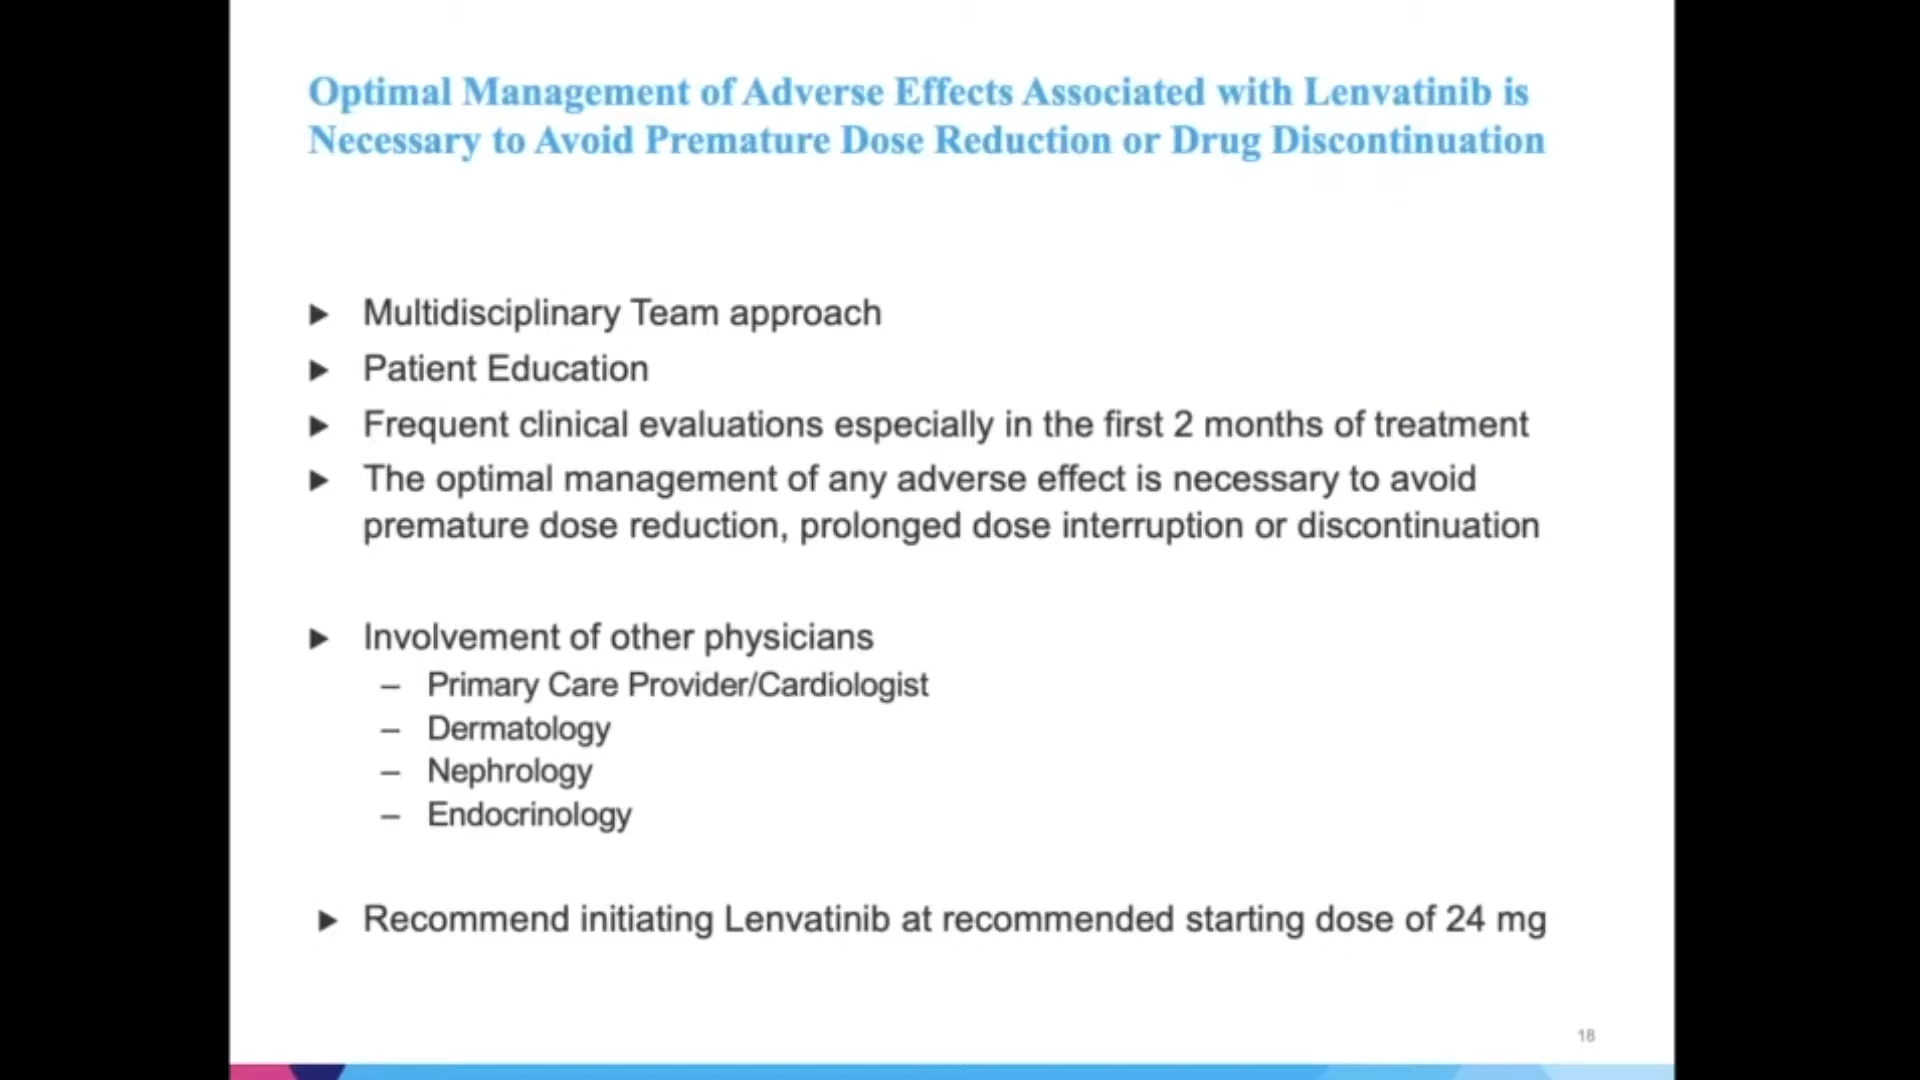 Optimal Management of Adverse Effects Associated with Lenvatinib is
Necessary to Avoid Premature Dose Reduction or Drug Discontinuation
▶ Multidisciplinary Team approach
▶ Patient Education
▶ Frequent clinical evaluations especially in the first 2 months of treatment
▶ The optimal management of any adverse effect is necessary to avoid
premature dose reduction, prolonged dose interruption or discontinuation
▶ Involvement of other physicians
– Primary Care Provider/Cardiologist
– Dermatology
– Nephrology
– Endocrinology
▶ Recommend initiating Lenvatinib at recommended starting dose of 24 mg
18